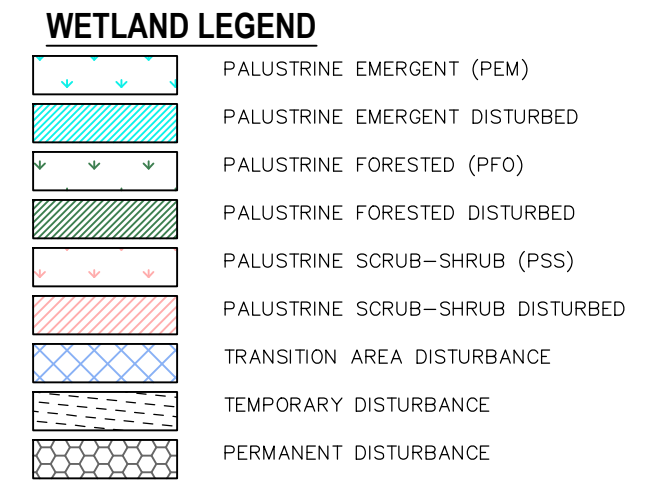 WETLAND LEGEND
PALUSTRINE EMERGENT (PEM)
PALUSTRINE EMERGENT DISTURBED
PALUSTRINE FORESTED (PFO)
PALUSTRINE FORESTED DISTURBED
PALUSTRINE SCRUB-SHRUB (PSS)
PALUSTRINE SCRUB-SHRUB DISTURBED
TRANSITION AREA DISTURBANCE
TEMPORARY DISTURBANCE
PERMANENT DISTURBANCE